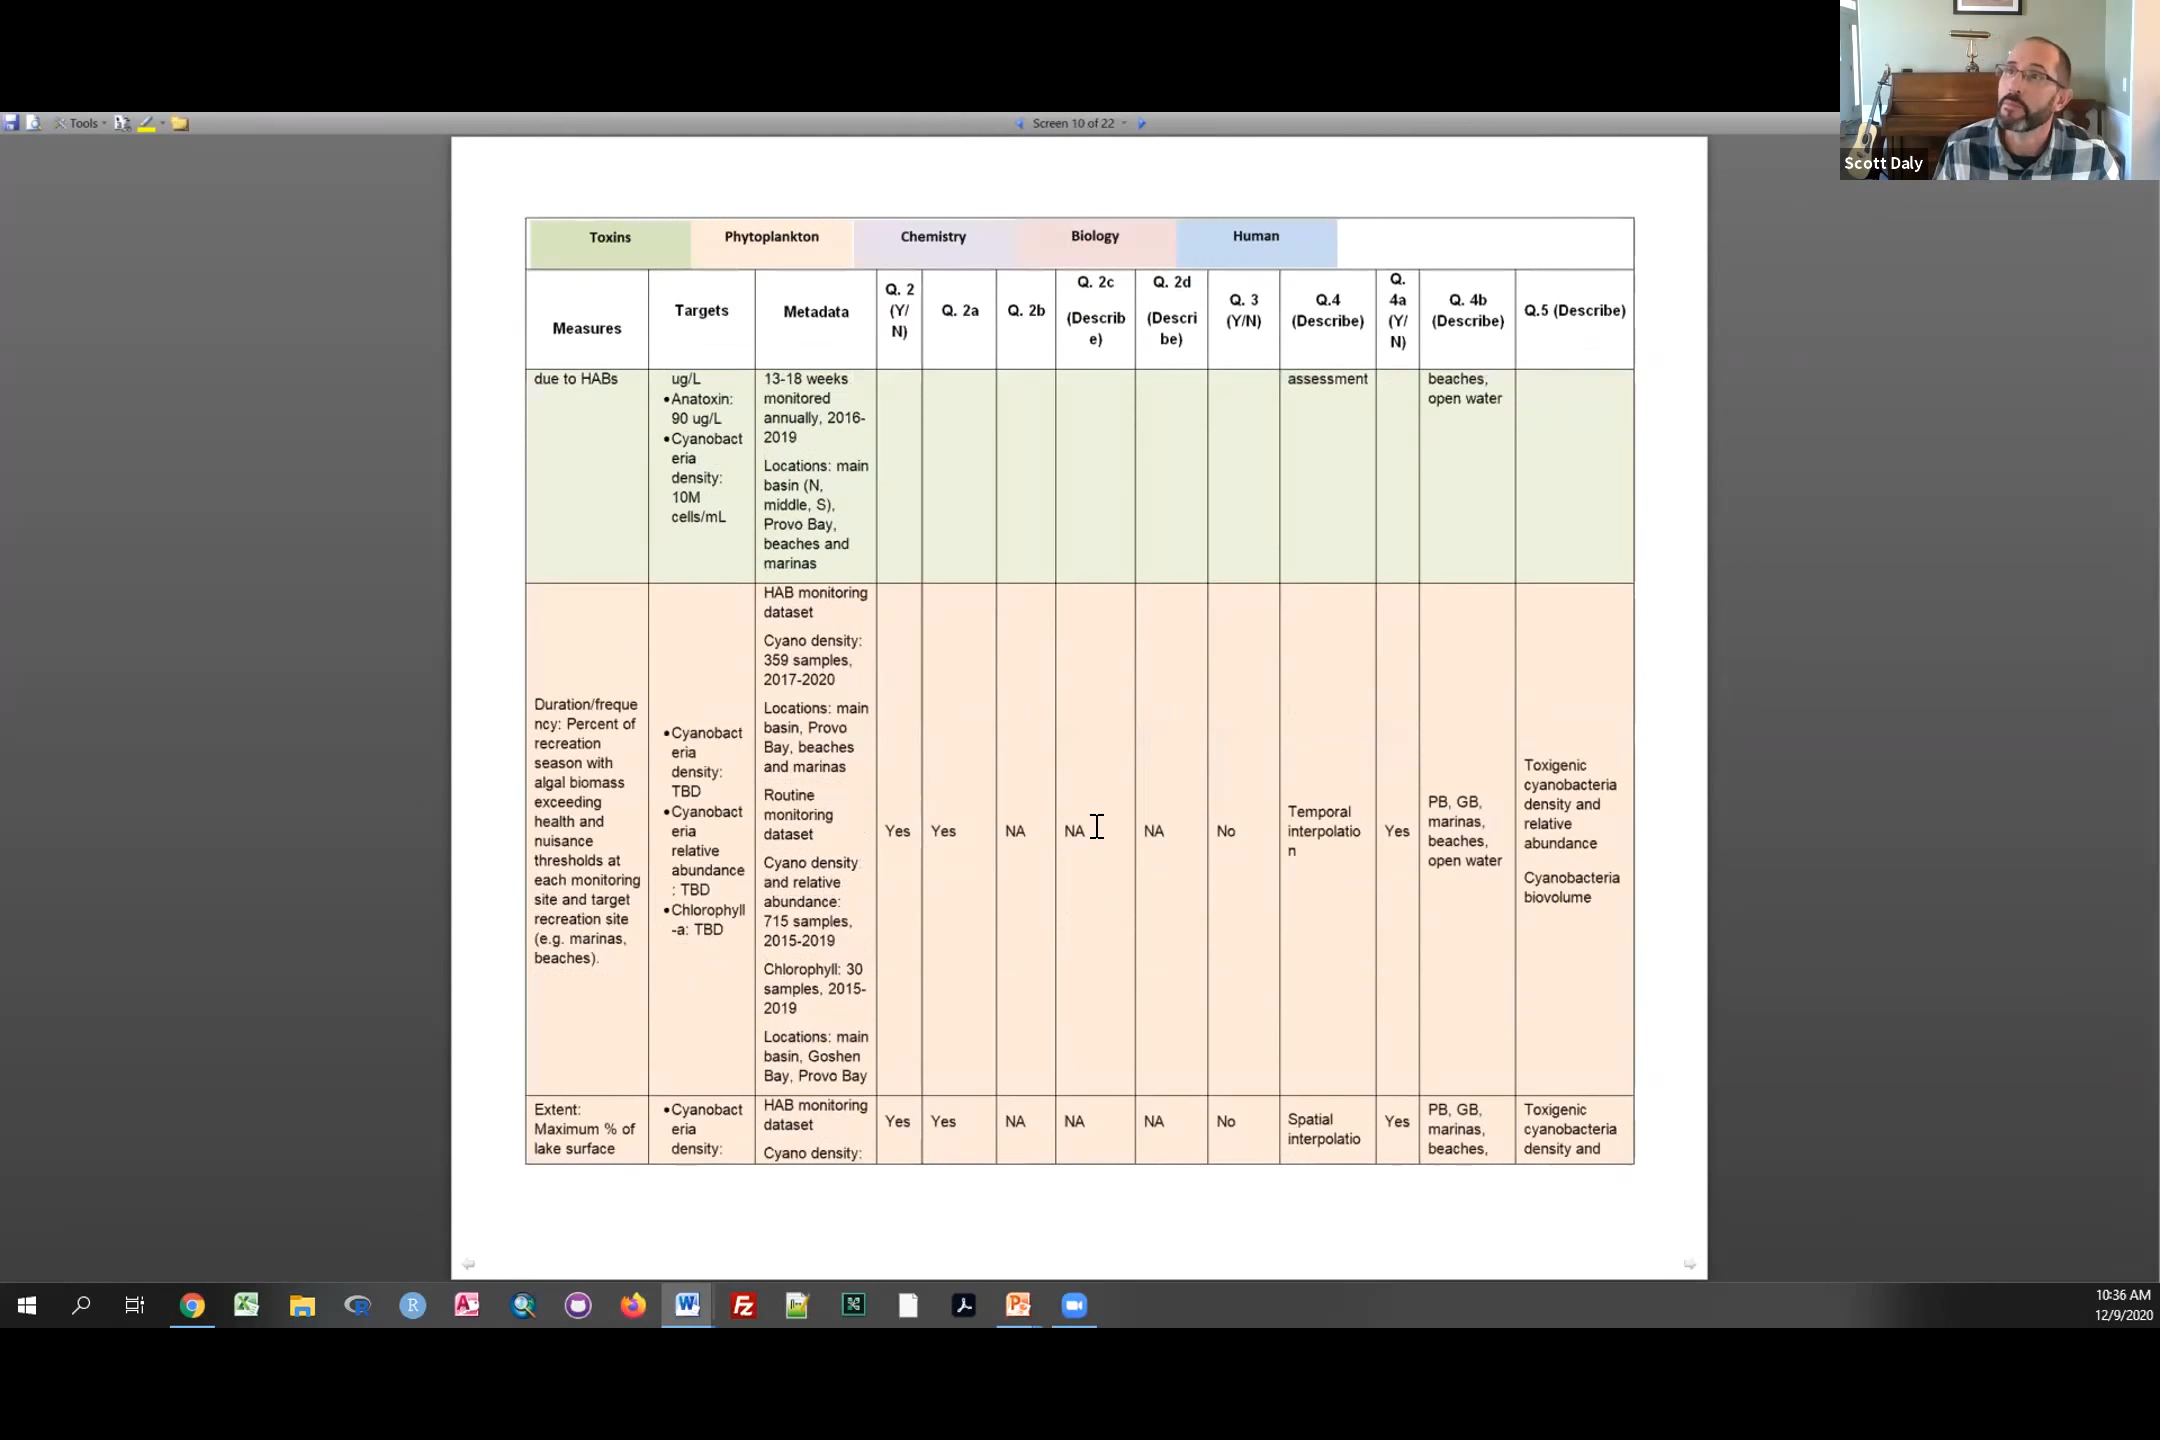 Scott Daly
Tools
Screen 10 of 22
Toxins
Phytoplankton
Chemistry
Biology
Human
Measures
Targets
Metadata
Q. 2
(Y/
N)
Q. 2a
Q. 2b
Q. 2c
(Describ
e)
Q. 2d
(Descri
be)
Q. 3
(Y/N)
Q.4
(Describe)
Q.
4a
(Y/
N)
Q. 4b
(Describe)
Q.5 (Describe)
due to HABs
ug/L
•Anatoxin:
90 ug/L
•Cyanobact
eria
density:
10M
cells/mL
13-18 weeks
monitored
annually, 2016-
2019
Locations: main
basin (N,
middle, S),
Provo Bay,
beaches and
marinas
assessment
beaches,
open water
Duration/freque
ncy: Percent of
recreation
season with
algal biomass
exceeding
health and
nuisance
thresholds at
each monitoring
site and target
recreation site
(e.g. marinas,
beaches).
•Cyanobact
eria
density:
TBD
•Cyanobact
eria
relative
abundance
: TBD
•Chlorophyll
-a: TBD
HAB monitoring
dataset
Cyano density:
359 samples,
2017-2020
Locations: main
basin, Provo
Bay, beaches
and marinas
Routine
monitoring
dataset
Cyano density
and relative
abundance:
715 samples,
2015-2019
Chlorophyll: 30
samples, 2015-
2019
Locations: main
basin, Goshen
Bay, Provo Bay
Yes
Yes
NA
NA
NA
No
Temporal
interpolatio
n
Yes
PB, GB,
marinas,
beaches,
open water
Toxigenic
cyanobacteria
density and
relative
abundance
Cyanobacteria
biovolume
Extent:
Maximum % of
lake surface
•Cyanobact
eria
density:
HAB monitoring
dataset
Cyano density:
Yes
Yes
NA
NA
NA
No
Spatial
interpolatio
Yes
PB, GB,
marinas,
beaches,
Toxigenic
cyanobacteria
density and
10:36 AM
12/9/2020